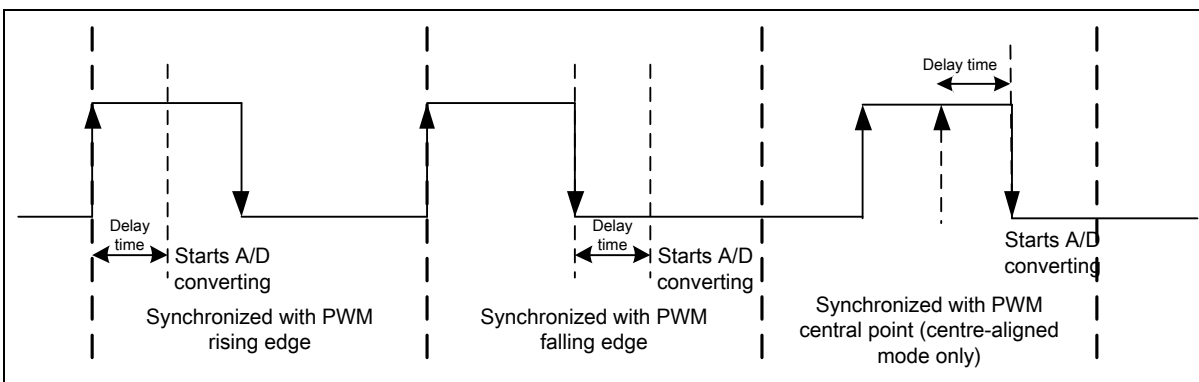 Delay
time
Starts A/D
converting
Synchronized with PWM
rising edge
Delay
time
Starts A/D
converting
Synchronized with PWM
falling edge
Delay time
Starts A/D
converting
Synchronized with PWM
central point (centre-aligned
mode only)